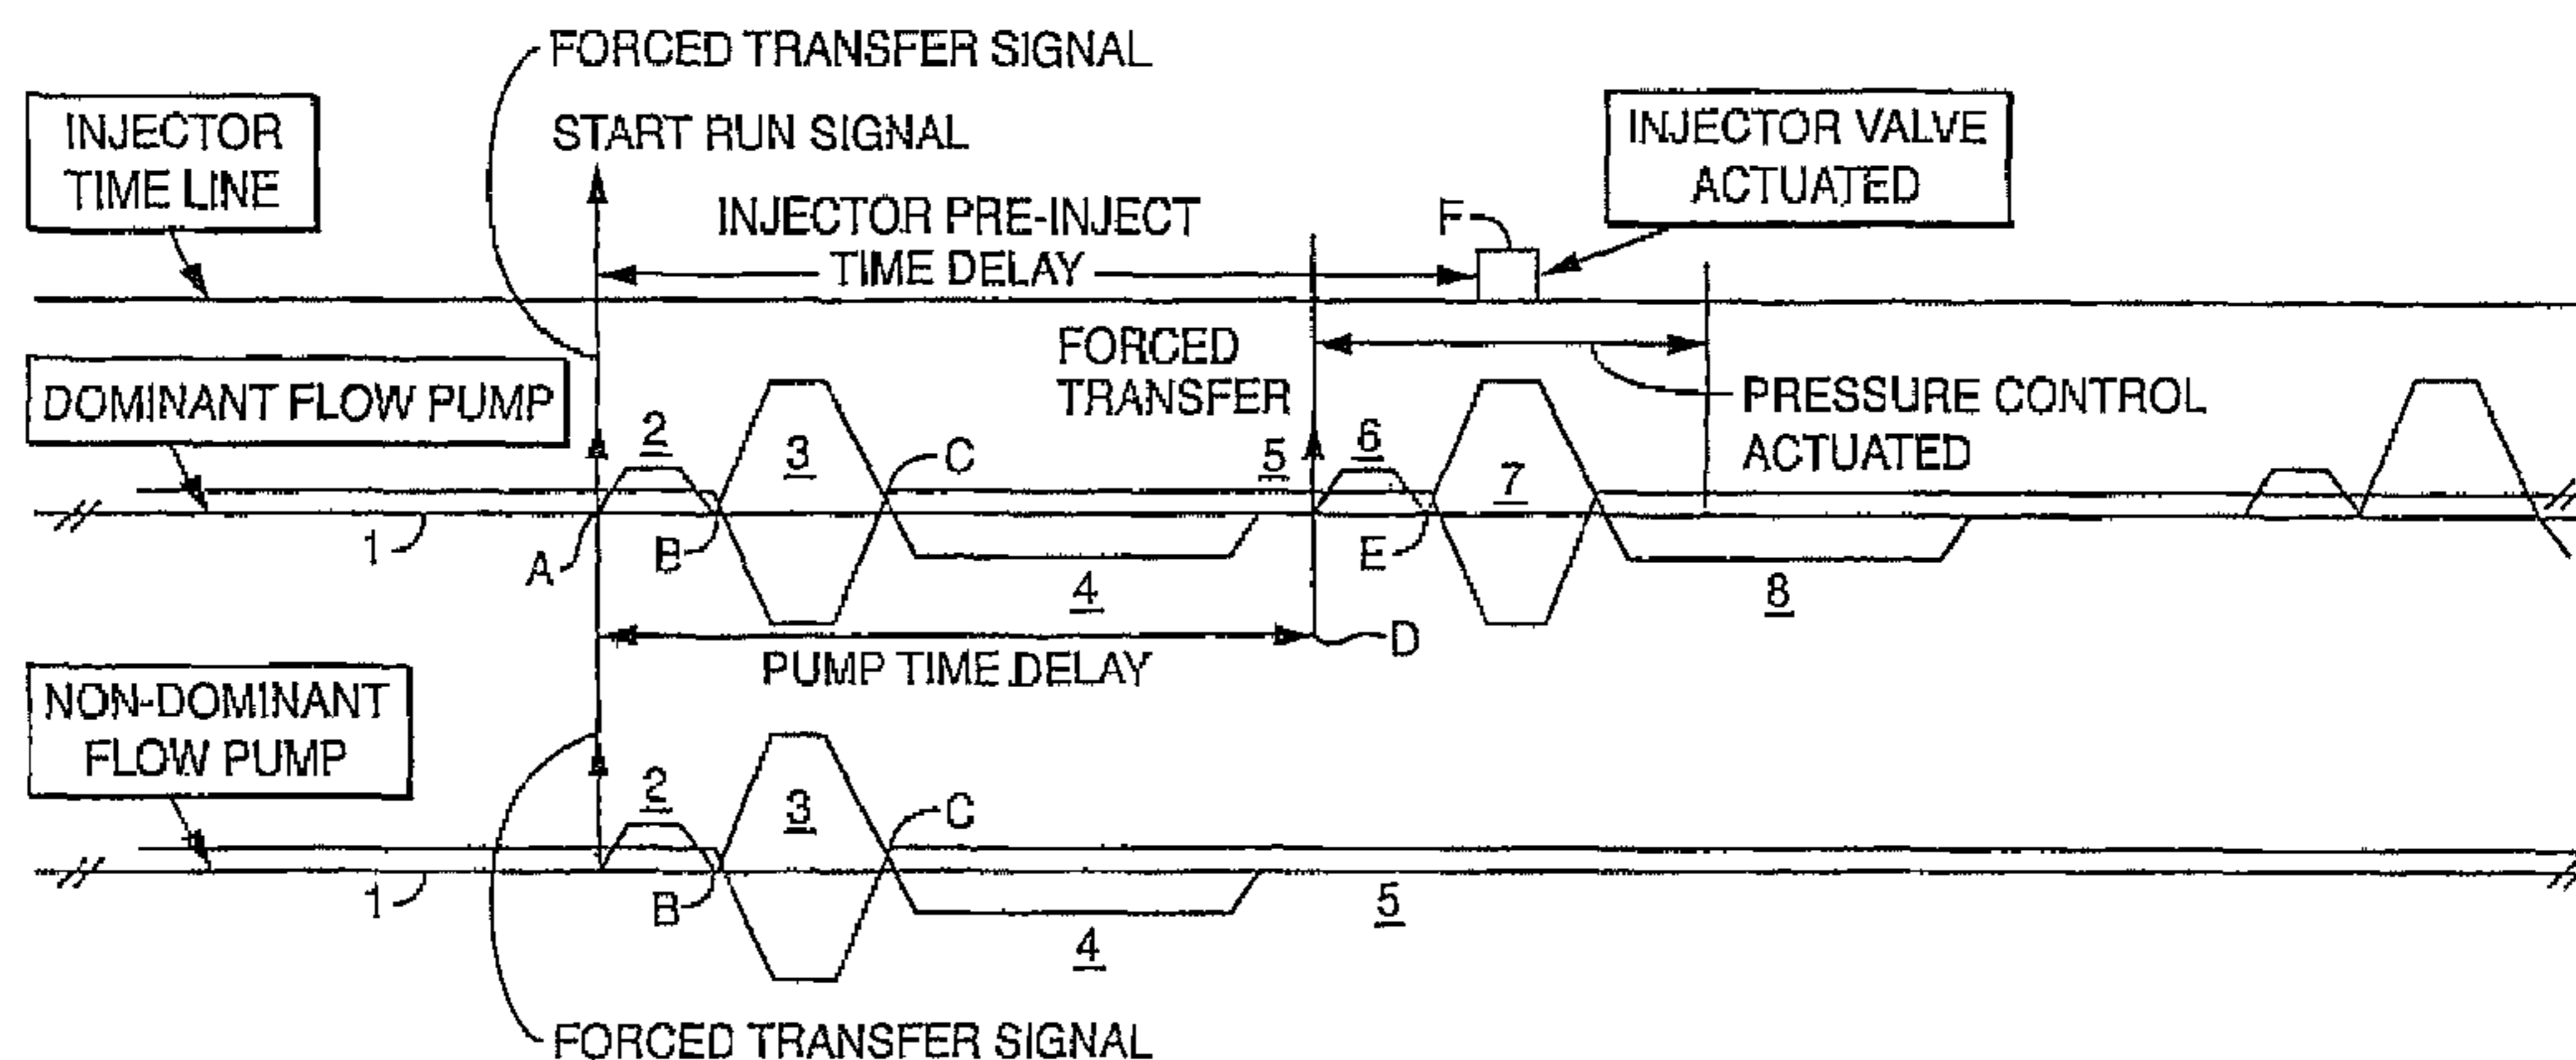 FORCED TRANSFER SIGNAL
INJECTOR
TIME LINE
START RUN SIGNAL
INJECTOR PRE-INJECT
TIME DELAY
F
INJECTOR VALVE
ACTUATED
DOMINANT FLOW PUMP
FORCED
TRANSFER
PRESSURE CONTROL
ACTUATED
1
A
2
B
3
C
4
5
D
6
E
7
8
PUMP TIME DELAY
NON-DOMINANT
FLOW PUMP
1
2
B
3
C
4
5
FORCED TRANSFER SIGNAL